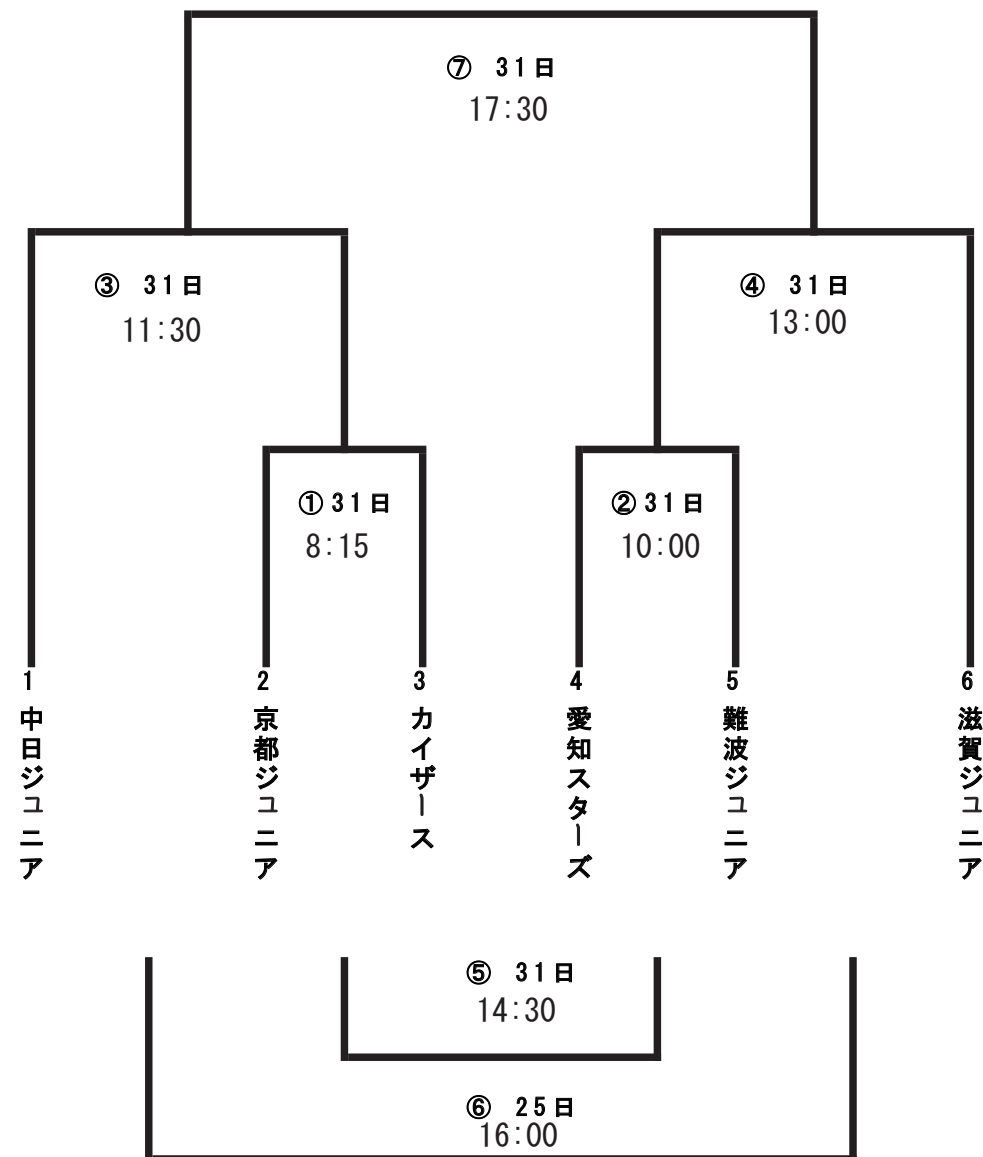 ⑦ 31日
17:30
③ 31日
11:30
④ 31日
13:00
①31日
8:15
②31日
10:00
1
中日ジュニア
2
京都ジュニア
3
カイザース
4
愛知スターズ
5
難波ジュニア
6
滋賀ジュニア
⑤ 31日
14:30
⑥ 25日
16:00